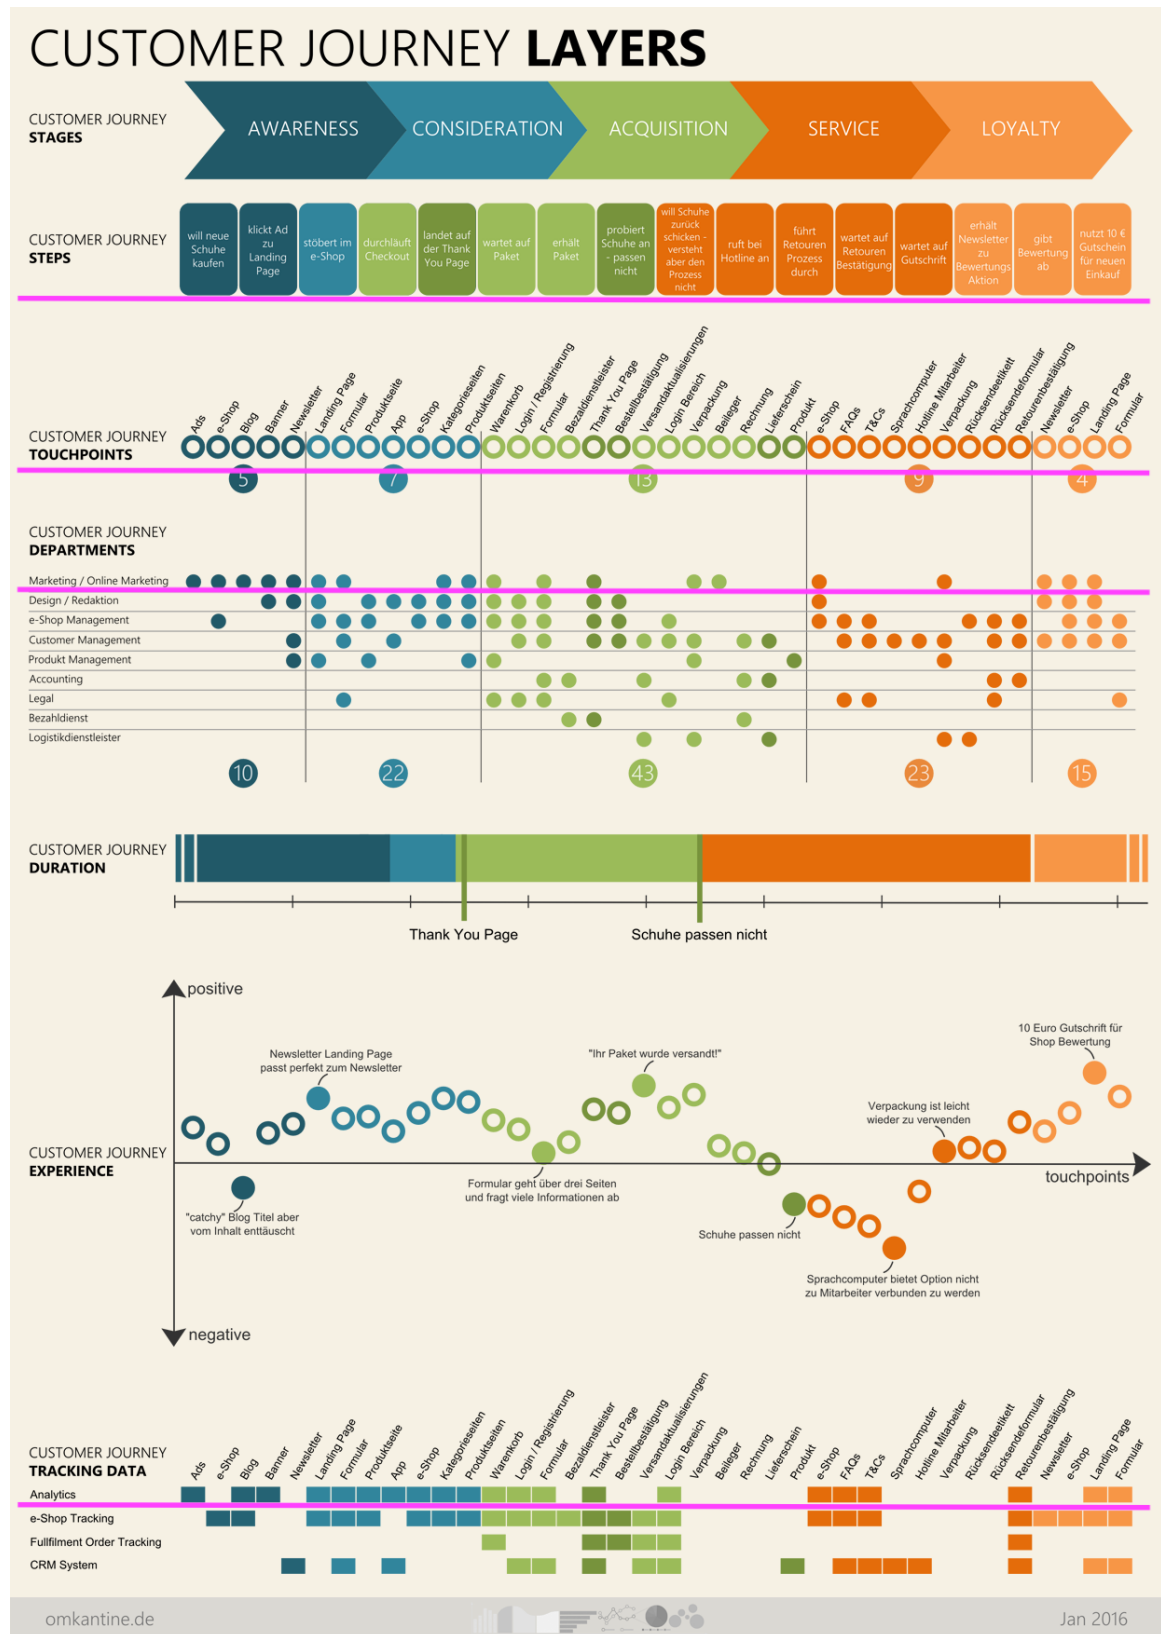 CUSTOMER JOURNEY LAYERS
CUSTOMER JOURNEY
STAGES
AWARENESS
CONSIDERATION
ACQUISITION
SERVICE
LOYALTY
CUSTOMER JOURNEY
STEPS
will neue
Schuhe
kaufen
klickt Ad
zu
Landing
Page
stöbert im
e-Shop
durchläuft
Checkout
landet auf
der Thank
You Page
wartet auf
Paket
erhält
Paket
probiert
Schuhe an
- passen
nicht
will Schuhe
zurück
schicken -
versteht
aber den
Prozess
nicht
ruft bei
Hotline an
führt
Retouren
Prozess
durch
wartet auf
Retouren
Bestätigung
wartet auf
Gutschrift
erhält
Newsletter
zu
Bewertungs
Aktion
gibt
Bewertung
ab
nutzt 10 €
Gutschein
für neuen
Einkauf
CUSTOMER JOURNEY
TOUCHPOINTS
Ads
e-Shop
Blog
Banner
Newsletter
Landing Page
Formular
Produktseite
App
e-Shop
Kategorieseiten
Produktseiten
Warenkorb
Login / Registrierung
Formular
Bezaldienstleister
Thank You Page
Bestellbestätigung
Versandaktualisierungen
Login Bereich
Verpackung
Beileger
Rechnung
Lieferschein
Produkt
e-Shop
FAQs
T&Cs
Sprachcomputer
Hotline Mitarbeiter
Verpackung
Rücksendeetikett
Rücksendeformular
Retourenbestätigung
Newsletter
e-Shop
Landing Page
Formular
5
7
13
9
4
CUSTOMER JOURNEY
DEPARTMENTS
Marketing / Online Marketing
Design / Redaktion
e-Shop Management
Customer Management
Produkt Management
Accounting
Legal
Bezahldienst
Logistikdienstleister
10
22
43
23
15
CUSTOMER JOURNEY
DURATION
Thank You Page
Schuhe passen nicht
CUSTOMER JOURNEY
EXPERIENCE
positive
Newsletter Landing Page
passt perfekt zum Newsletter
"Ihr Paket wurde versandt!"
10 Euro Gutschrift für
Shop Bewertung
Verpackung ist leicht
wieder zu verwenden
touchpoints
Formular geht über drei Seiten
und fragt viele Informationen ab
"catchy" Blog Titel aber
vom Inhalt enttäuscht
Schuhe passen nicht
Sprachcomputer bietet Option nicht
zu Mitarbeiter verbunden zu werden
negative
CUSTOMER JOURNEY
TRACKING DATA
Ads
e-Shop
Blog
Banner
Newsletter
Landing Page
Formular
Produktseite
App
e-Shop
Kategorieseiten
Produktseiten
Warenkorb
Login / Registrierung
Formular
Bezaldienstleister
Thank You Page
Bestellbestätigung
Versandaktualisierungen
Login Bereich
Verpackung
Beileger
Rechnung
Lieferschein
Produkt
e-Shop
FAQs
T&Cs
Sprachcomputer
Hotline Mitarbeiter
Verpackung
Rücksendeetikett
Rücksendeformular
Retourenbestätigung
Newsletter
e-Shop
Landing Page
Formular
Analytics
e-Shop Tracking
Fullfilment Order Tracking
CRM System
omkantine.de
Jan 2016